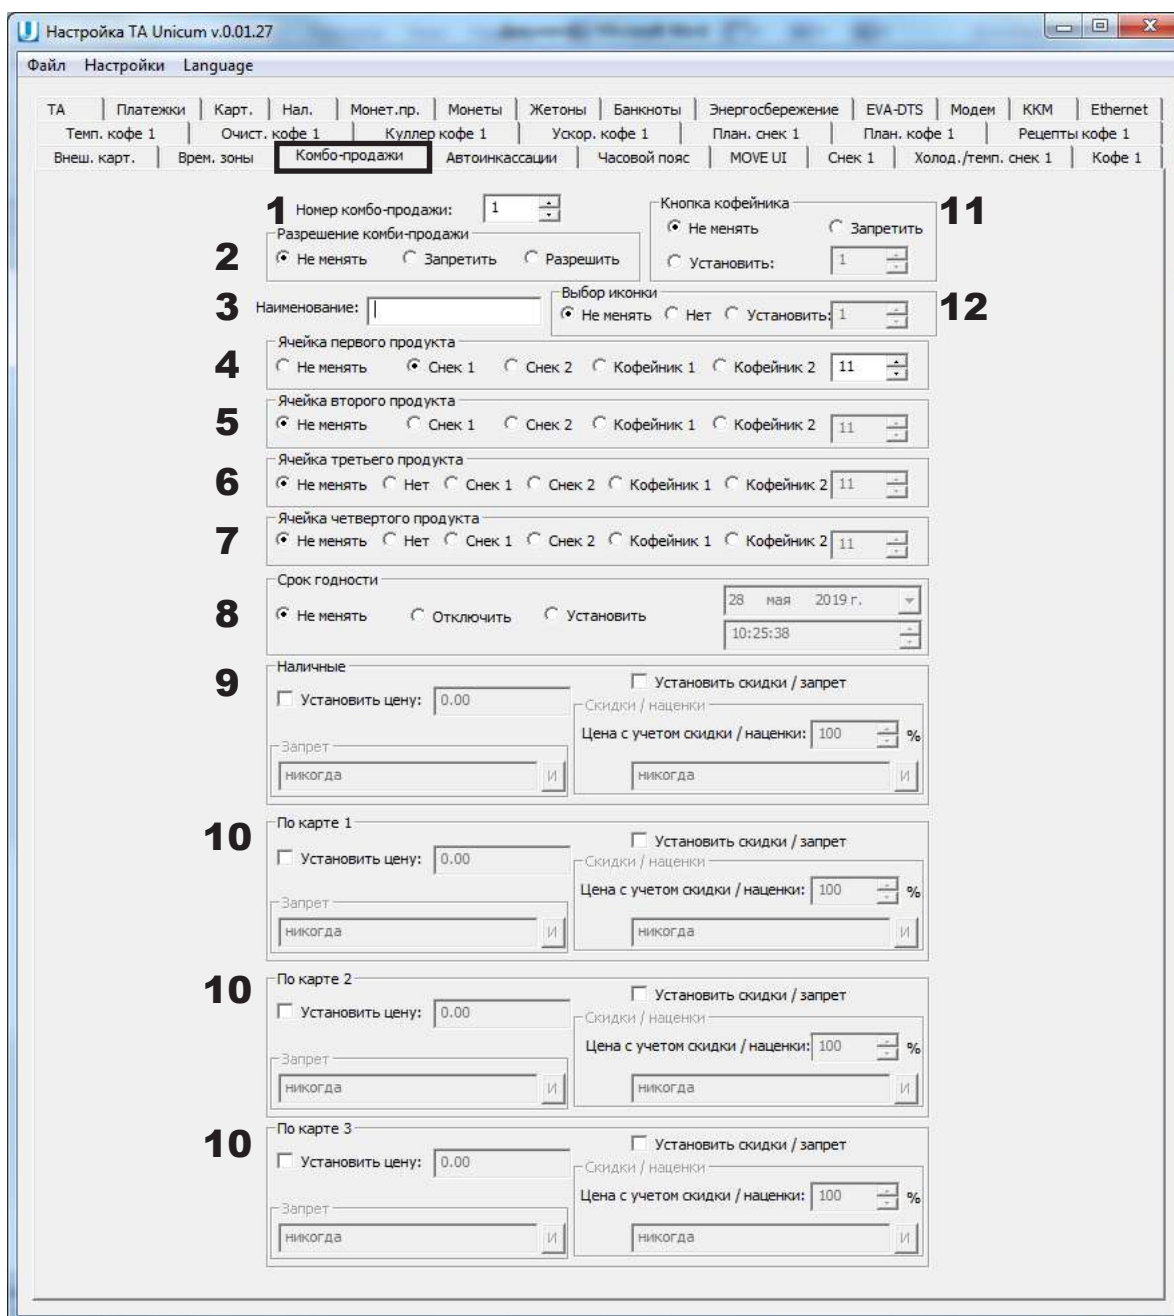 Настройка TA Unicum v.0.01.27
Файл Настройки Language
ТА Платежки Карт. Нал. Монет.пр. Монеты Жетоны Банкноты Энергосбережение EVA-DTS Модем ККМ Ethernet
Темп. кофе 1 Очист. кофе 1 Куллер кофе 1 Ускор. кофе 1 План. снек 1 План. кофе 1 Рецепты кофе 1
Внеш. карт. Врем. зоны Комбо-продажи Автоинкассации Часовой пояс MOVE UI Снек 1 Холод./темп. снек 1 Кофе 1
1 Номер комбо-продажи: 1
Кнопка кофейника 11
Не менять Запретить
Установить: 1
2 Разрешение комби-продажи
Не менять Запретить Разрешить
3 Наименование:
Выбор иконки 12
Не менять Нет Установить: 1
4 Ячейка первого продукта
Не менять Снек 1 Снек 2 Кофейник 1 Кофейник 2 11
5 Ячейка второго продукта
Не менять Снек 1 Снек 2 Кофейник 1 Кофейник 2 11
6 Ячейка третьего продукта
Не менять Нет Снек 1 Снек 2 Кофейник 1 Кофейник 2 11
7 Ячейка четвертого продукта
Не менять Нет Снек 1 Снек 2 Кофейник 1 Кофейник 2 11
8 Срок годности
Не менять Отключить Установить 28 мая 2019 г.
10:25:38
9 Наличные
Установить цену: 0.00 Установить скидки / запрет
Скидки / наценки
Цена с учетом скидки / наценки: 100 %
Запрет
никогда И никогда И
10 По карте 1
Установить цену: 0.00 Установить скидки / запрет
Скидки / наценки
Цена с учетом скидки / наценки: 100 %
Запрет
никогда И никогда И
10 По карте 2
Установить цену: 0.00 Установить скидки / запрет
Скидки / наценки
Цена с учетом скидки / наценки: 100 %
Запрет
никогда И никогда И
10 По карте 3
Установить цену: 0.00 Установить скидки / запрет
Скидки / наценки
Цена с учетом скидки / наценки: 100 %
Запрет
никогда И никогда И